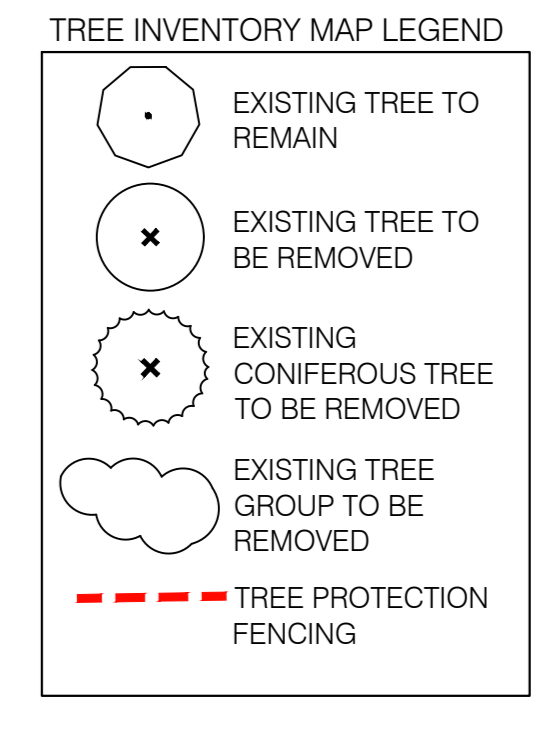 TREE INVENTORY MAP LEGEND
EXISTING TREE TO
REMAIN
EXISTING TREE TO
BE REMOVED
EXISTING
CONIFEROUS TREE
TO BE REMOVED
EXISTING TREE
GROUP TO BE
REMOVED
TREE PROTECTION
FENCING